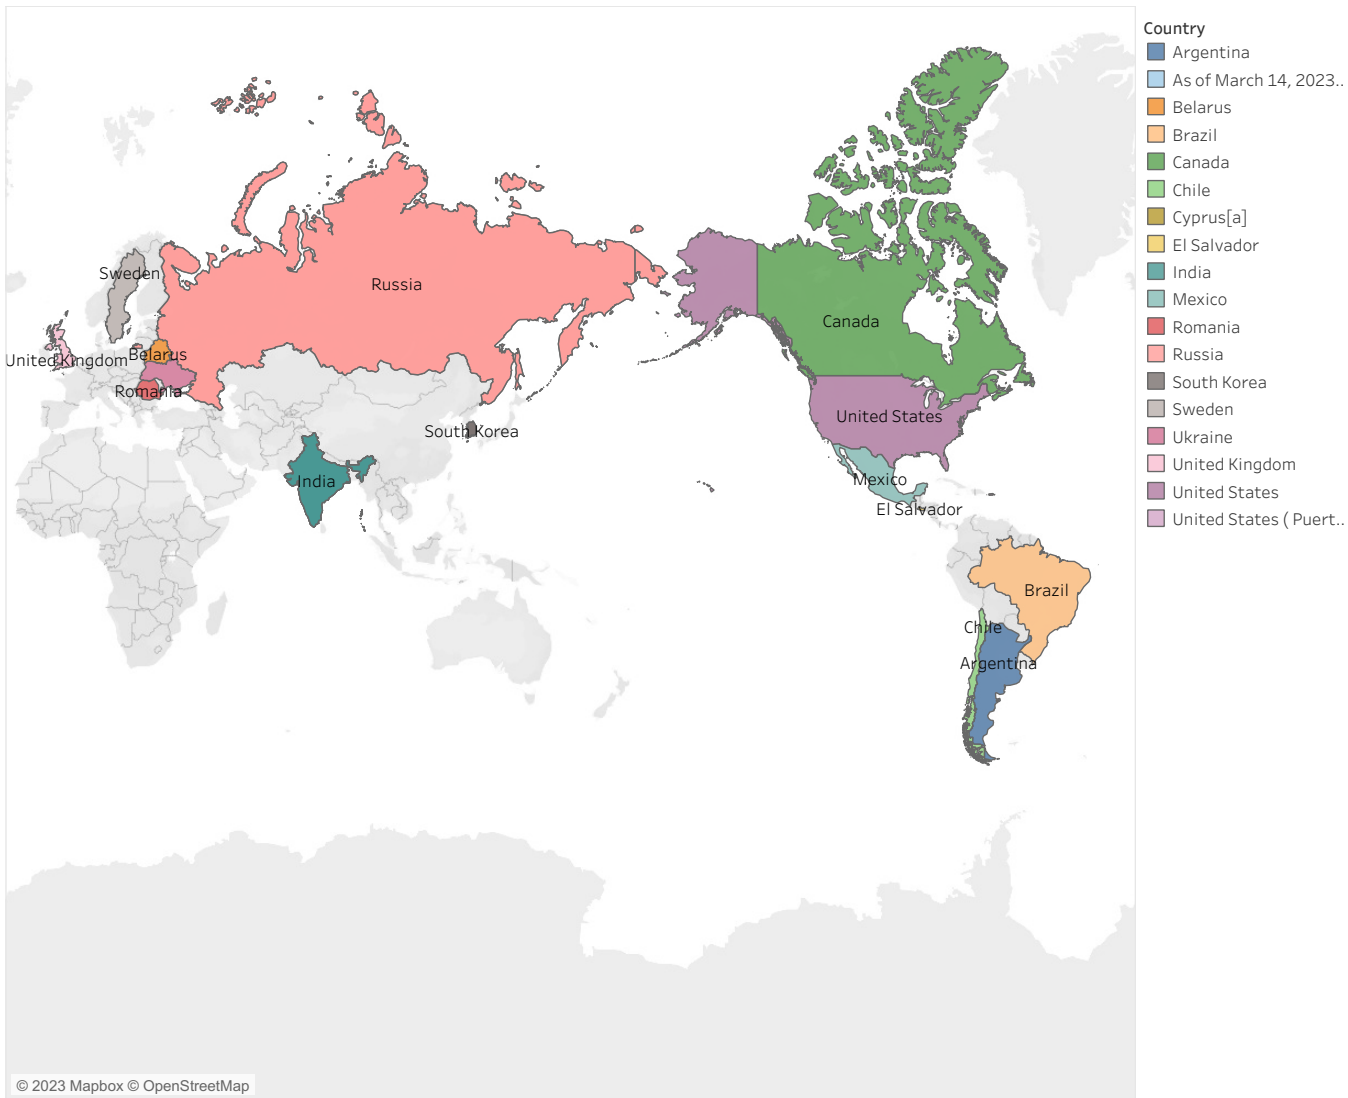 Country
Argentina
As of March 14, 2023..
Belarus
Brazil
Canada
Chile
Cyprus[a]
El Salvador
India
Mexico
Romania
Russia
South Korea
Sweden
Ukraine
United Kingdom
United States
United States ( Puert..
Sweden
Russia
Canada
United Kingdom
Belarus
Romania
United States
South Korea
India
Mexico
El Salvador
Brazil
Chile
Argentina
© 2023 Mapbox © OpenStreetMap